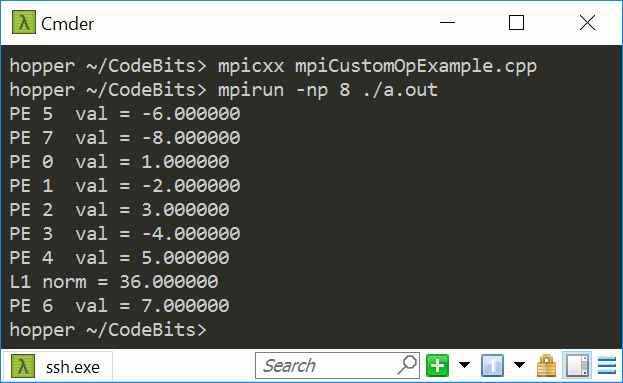 λ Cmder
hopper ~/CodeBits> mpicxx mpiCustomOpExample.cpp
hopper ~/CodeBits> mpirun -np 8 ./a.out
PE 5  val = -6.000000
PE 7  val = -8.000000
PE 0  val = 1.000000
PE 1  val = -2.000000
PE 2  val = 3.000000
PE 3  val = -4.000000
PE 4  val = 5.000000
L1 norm = 36.000000
PE 6  val = 7.000000
hopper ~/CodeBits>
λ ssh.exe Search 1